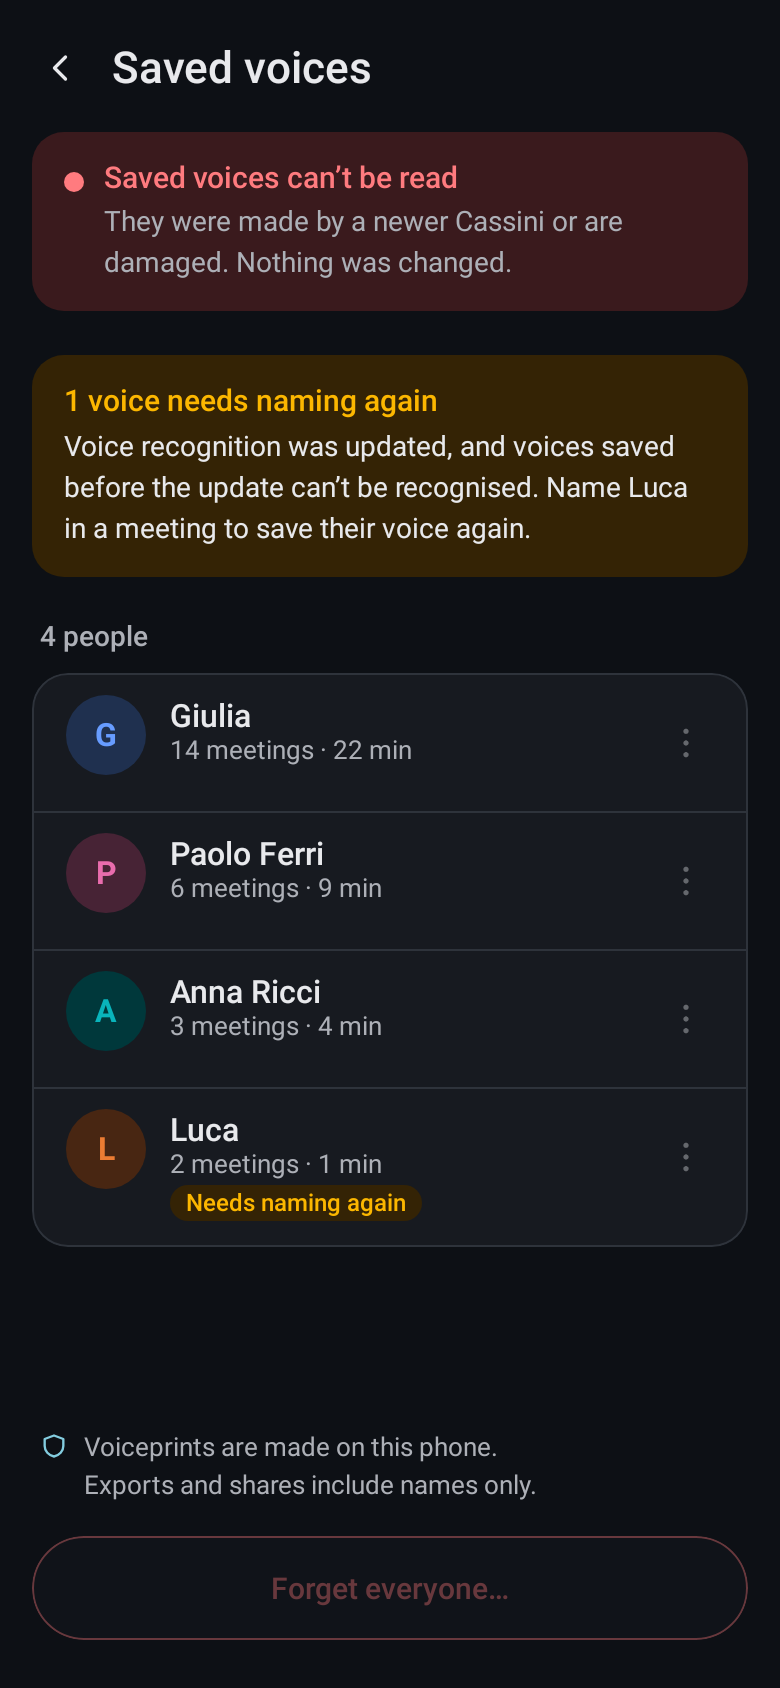 Saved voices
Saved voices can’t be read
They were made by a newer Cassini or are
damaged. Nothing was changed.
1 voice needs naming again
Voice recognition was updated, and voices saved
before the update can’t be recognised. Name Luca
in a meeting to save their voice again.
4 people
G
Giulia
14 meetings · 22 min
P
Paolo Ferri
6 meetings · 9 min
A
Anna Ricci
3 meetings · 4 min
L
Luca
2 meetings · 1 min
Needs naming again
Voiceprints are made on this phone.
Exports and shares include names only.
Forget everyone…